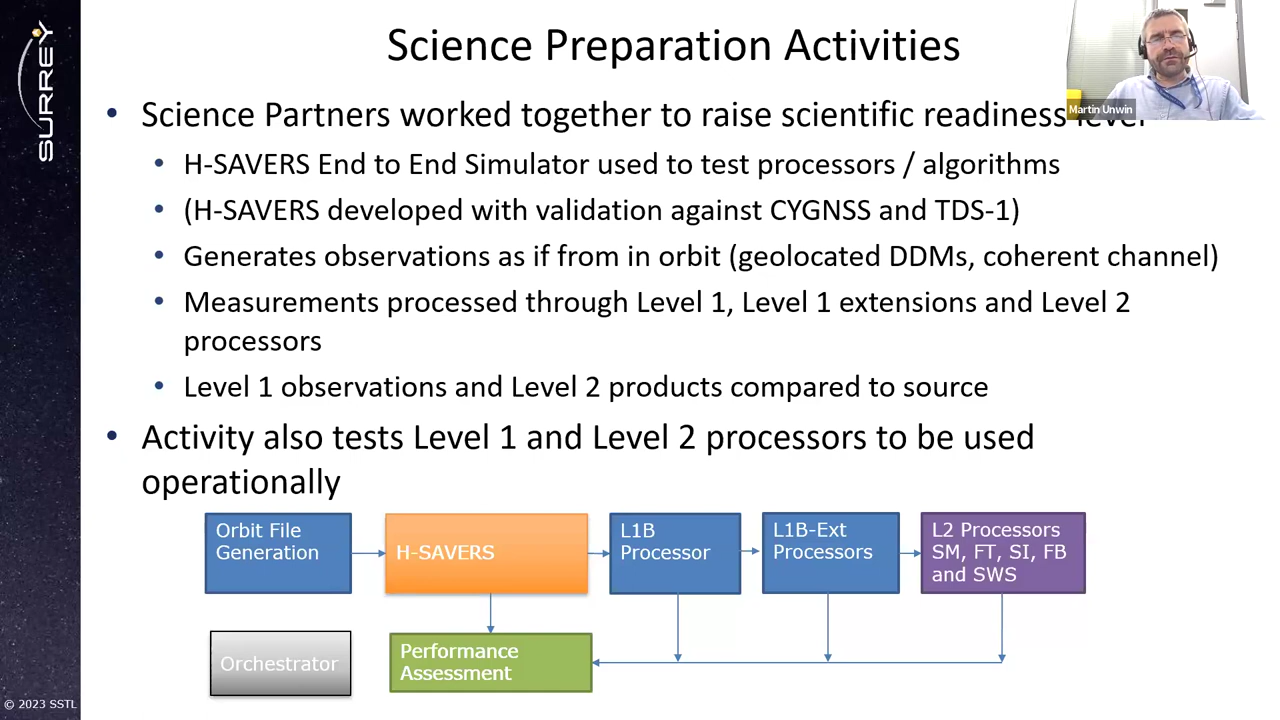 Science Preparation Activities
SURREY
Martin Unwin
• Science Partners worked together to raise scientific readiness level
• H-SAVERS End to End Simulator used to test processors / algorithms
• (H-SAVERS developed with validation against CYGNSS and TDS-1)
• Generates observations as if from in orbit (geolocated DDMs, coherent channel)
• Measurements processed through Level 1, Level 1 extensions and Level 2
processors
• Level 1 observations and Level 2 products compared to source
• Activity also tests Level 1 and Level 2 processors to be used
operationally
Orbit File
Generation
H-SAVERS
L1B
Processor
L1B-Ext
Processors
L2 Processors
SM, FT, SI, FB
and SWS
Orchestrator
Performance
Assessment
© 2023 SSTL